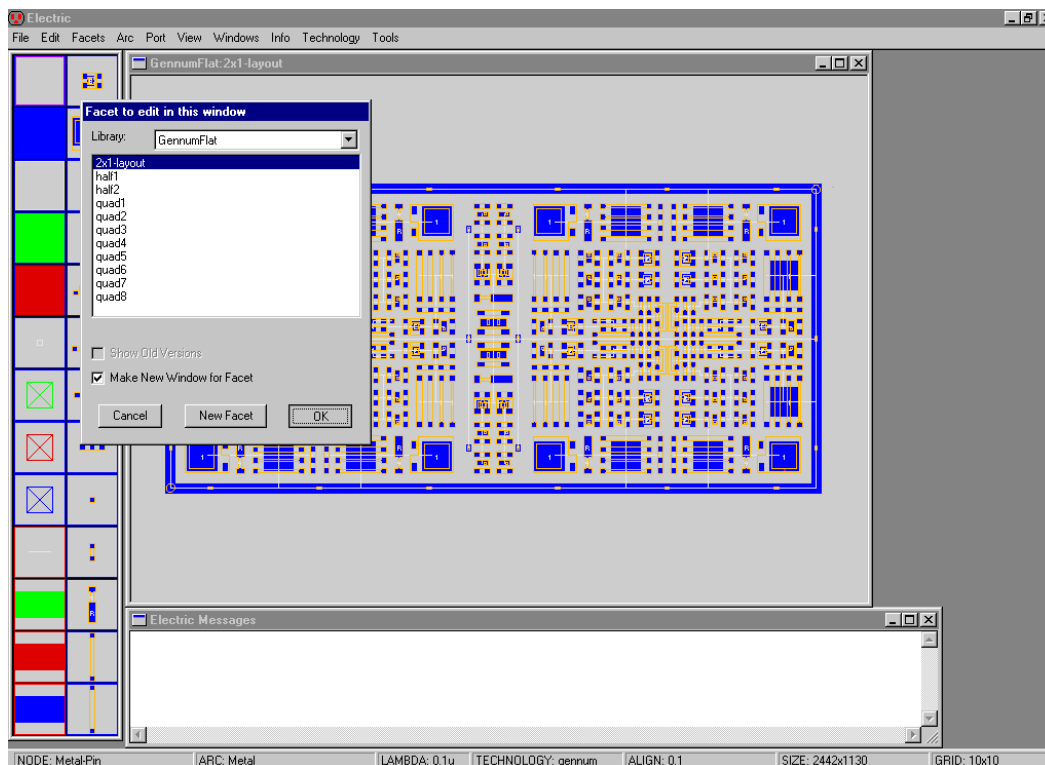 Electric
File Edit Facets Arc Port View Windows Info Technology Tools
GennumFlat:2x1-layout
Facet to edit in this window
Library: GennumFlat
2x1-layout
half1
half2
quad1
quad2
quad3
quad4
quad5
quad6
quad7
quad8
Show Old Versions
Make New Window for Facet
Cancel New Facet OK
Electric Messages
NODE: Metal-Pin ARC: Metal LAMBDA: 0.1u TECHNOLOGY: gennum ALIGN: 0.1 SIZE: 2442x1130 GRID: 10x10